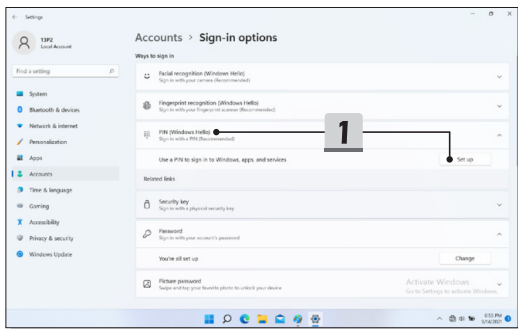 Settings
13P2
Local Account
Find a setting
System
Bluetooth & devices
Network & internet
Personalization
Apps
Accounts
Time & language
Gaming
Accessibility
Privacy & security
Windows Update
Accounts > Sign-in options
Ways to sign in
Facial recognition (Windows Hello)
Sign in with your camera (Recommended)
Fingerprint recognition (Windows Hello)
Sign in with your fingerprint scanner (Recommended)
PIN (Windows Hello)
Sign in with a PIN (Recommended)
1
Use a PIN to sign in to Windows, apps, and services
Set up
Related links
Security key
Sign in with a physical security key
Password
Sign in with your account's password
You're all set up
Change
Picture password
Swipe and tap your favorite photo to unlock your device
Activate Windows
Go to Settings to activate Windows.
6:55 PM